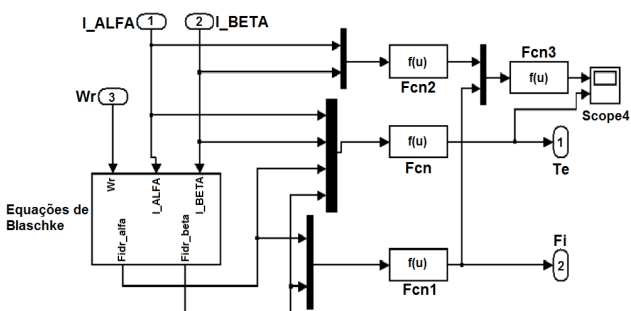 I_ALFA
1
2
I_BETA
Wr
3
f(u)
Fcn2
Fcn3
f(u)
Scope4
f(u)
Fcn
1
Te
Equações de
Blaschke
Wr
I_ALFA
I_BETA
Fidr_alfa
Fidr_beta
f(u)
Fcn1
Fi
2